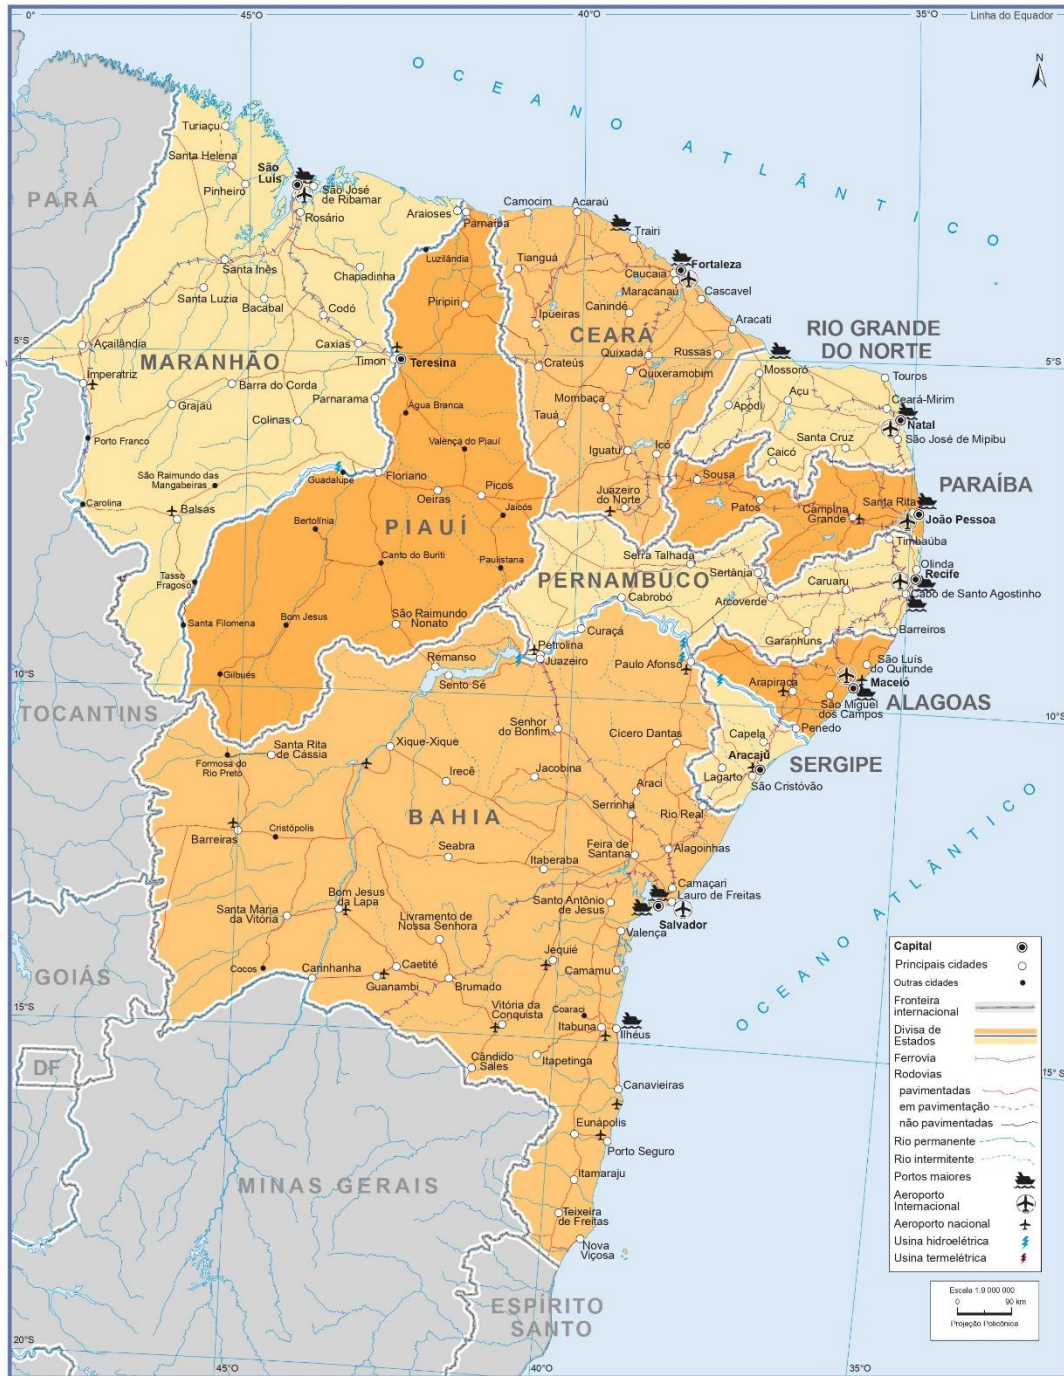 0°
45°O
40°O
35°O
Linha do Equador
N
OCEANO ATLÂNTICO
PARÁ
Turiaçu
Santa Helena
Pinheiro
São
Luís
São José
de Ribamar
Rosário
Araioses
Parnaíba
Camocim
Acaraú
Trairi
Luzilândia
Tianguá
Fortaleza
Caucaia
Maracanaú
Cascavel
Santa Inês
Chapadinha
Santa Luzia
Bacabal
Codó
Piripiri
Canindé
Ipueiras
CEARÁ
Aracati
RIO GRANDE
DO NORTE
5°S
Açailândia
MARANHÃO
Caxias
Timon
Teresina
Quixadá
Russas
Crateús
Quixeramobim
Mossoró
5°S
Imperatriz
Barra do Corda
Parnarama
Touros
Grajaú
Colinas
Água Branca
Mombaça
Tauá
Apodi
Açu
Ceará-Mirim
Natal
Porto Franco
Valença do Piauí
Iguatu
Icó
Santa Cruz
São José de Mipibu
Caicó
São Raimundo das
Mangabeiras
Guadalupe
Floriano
Oeiras
Picos
Sousa
PARAÍBA
Carolina
Balsas
Jaicós
Juazeiro
do Norte
Patos
Campina
Grande
Santa Rita
João Pessoa
Bertolínia
PIAUÍ
Canto do Buriti
Paulistana
Serra Talhada
Timbaúba
Tasso
Fragoso
PERNAMBUCO
Sertânia
Olinda
Recife
Caruaru
Cabo de Santo Agostinho
Cabrobó
Arcoverde
Santa Filomena
Bom Jesus
São Raimundo
Nonato
Curaçá
Garanhuns
Barreiros
Petrolina
Juazeiro
Remanso
Paulo Afonso
São Luís
do Quitunde
Gilbués
Sento Sé
Arapiraca
Maceió
10°S
TOCANTINS
ALAGOAS
São Miguel
dos Campos
10°S
Senhor
do Bonfim
Penedo
Formosa do
Rio Preto
Santa Rita
de Cássia
Xique-Xique
Cicero Dantas
Capela
Aracajú
SERGIPE
Irecê
Jacobina
Lagarto
São Cristóvão
Araci
BAHIA
Serrinha
Rio Real
Barreiras
Cristópolis
Seabra
Feira de
Santana
Alagoinhas
Itaberaba
OCEANO ATLÂNTICO
Camaçari
Lauro de Freitas
Santa Maria
da Vitória
Bom Jesus
da Lapa
Livramento de
Nossa Senhora
Santo Antônio
de Jesus
Salvador
Valença
GOIÁS
Cocos
Carinhanha
Caetité
Guanambi
Brumado
Jequié
Camamu
15°S
Vitória da
Conquista
Coaraci
Itabuna
Ilhéus
DF
Cândido
Sales
Itapetinga
15° S
Canavieiras
Eunápolis
Porto Seguro
MINAS GERAIS
Itamaraju
Teixeira
de Freitas
Nova
Viçosa
ESPÍRITO
SANTO
20°S
45°O
40°O
35°O
Capital
Principais cidades
Outras cidades
Fronteira
internacional
Divisa de
Estados
Ferrovia
Rodovias
pavimentadas
em pavimentação
não pavimentadas
Rio permanente
Rio intermitente
Portos maiores
Aeroporto
Internacional
Aeroporto nacional
Usina hidroelétrica
Usina termelétrica
Escala 1:9 000 000
0 90 km
Projeção Policônica